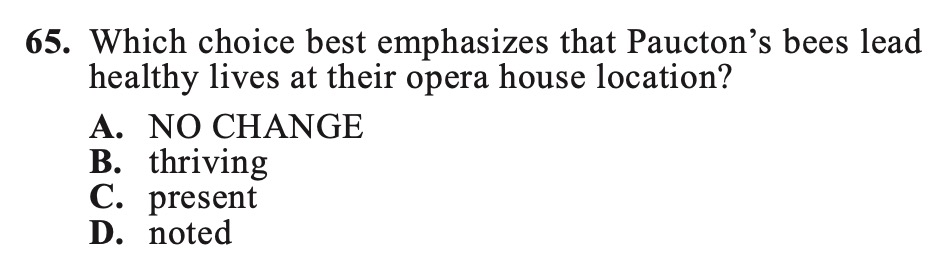 65. Which choice best emphasizes that Paucton’s bees lead
healthy lives at their opera house location?
A. NO CHANGE
B. thriving
C. present
D. noted